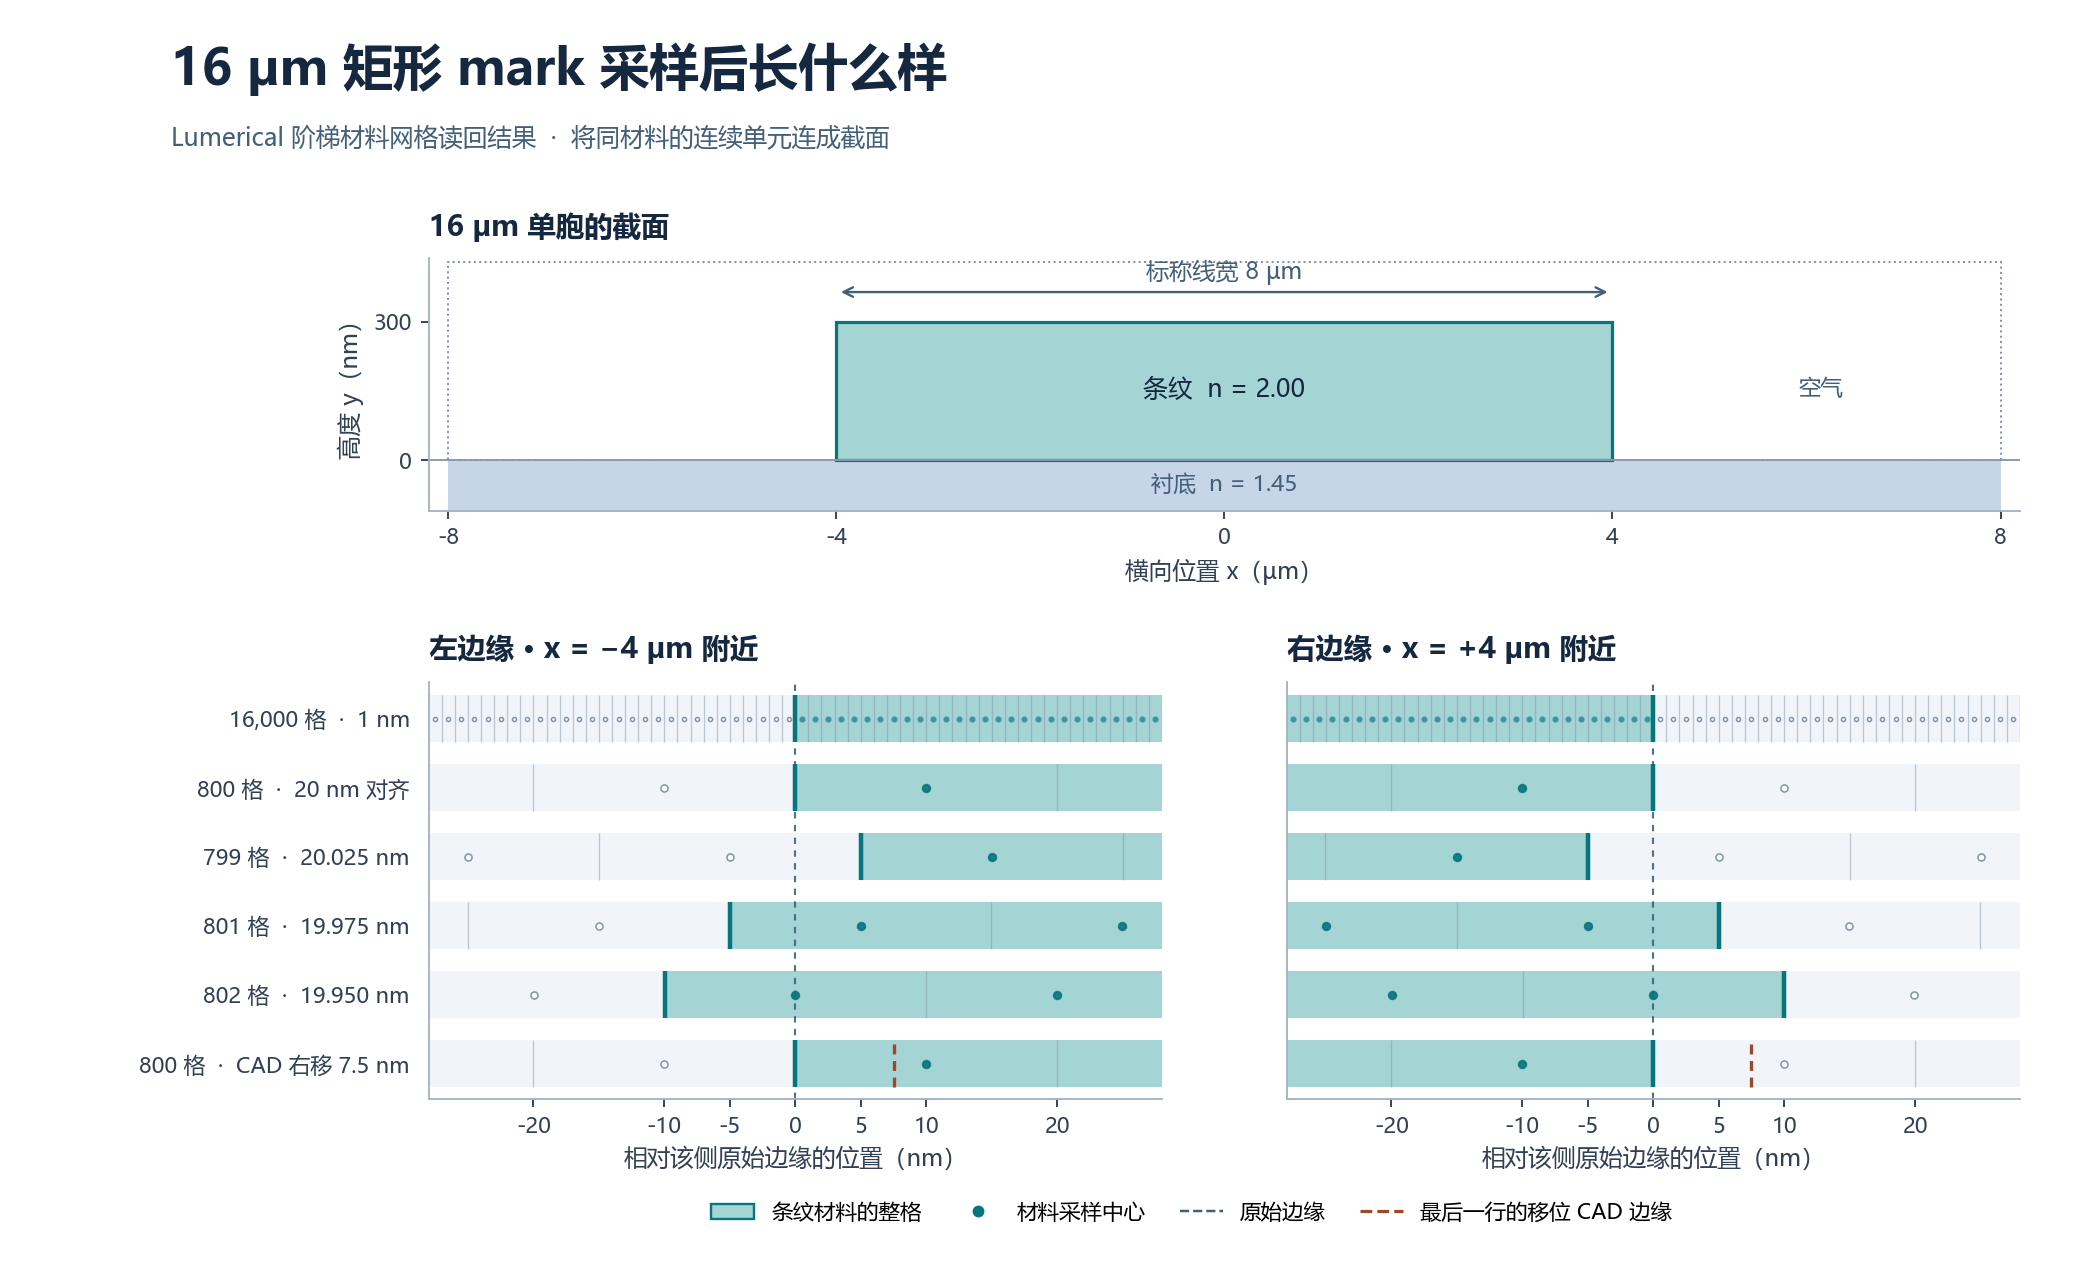 16 µm 矩形 mark 采样后长什么样
Lumerical 阶梯材料网格读回结果 · 将同材料的连续单元连成截面
16 µm 单胞的截面
标称线宽 8 µm
高度 y（nm）
300
0
条纹 n = 2.00
空气
衬底 n = 1.45
-8 -4 0 4 8
横向位置 x（µm）
左边缘 • x = −4 µm 附近
右边缘 • x = +4 µm 附近
16,000 格 · 1 nm
800 格 · 20 nm 对齐
799 格 · 20.025 nm
801 格 · 19.975 nm
802 格 · 19.950 nm
800 格 · CAD 右移 7.5 nm
-20 -10 -5 0 5 10 20
-20 -10 -5 0 5 10 20
相对该侧原始边缘的位置（nm）
相对该侧原始边缘的位置（nm）
条纹材料的整格
材料采样中心
原始边缘
最后一行的移位 CAD 边缘